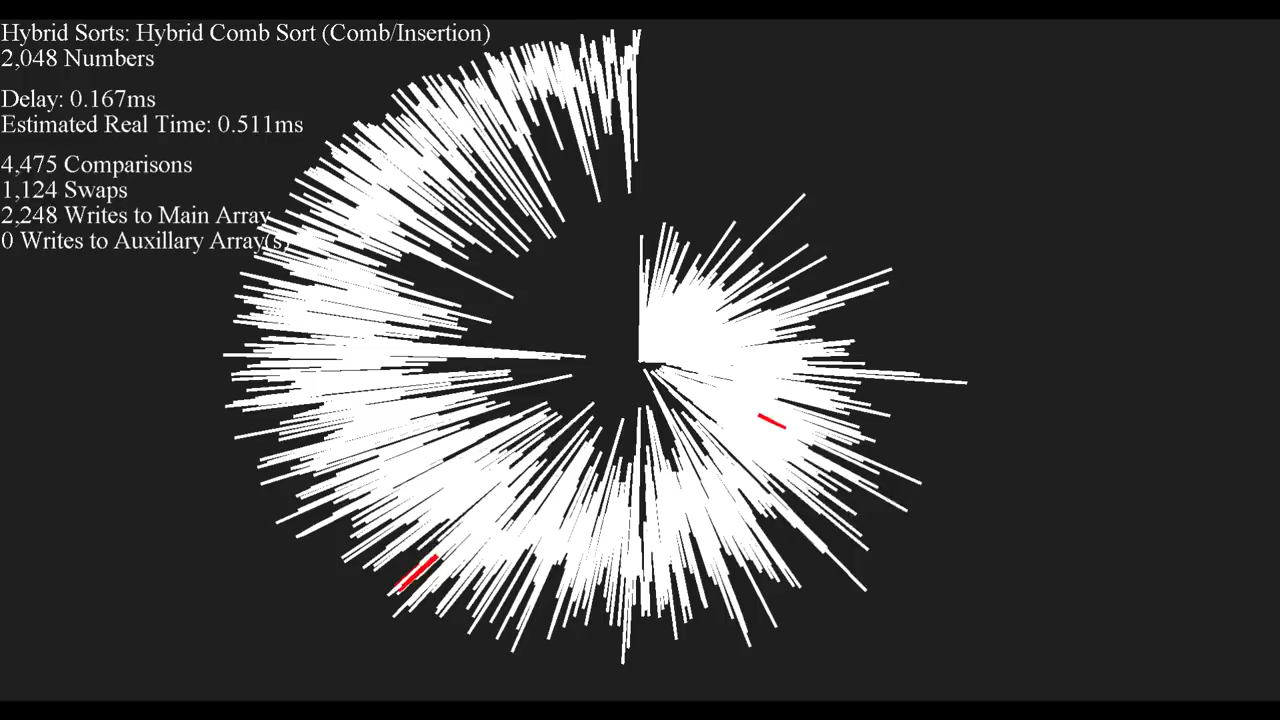 Hybrid Sorts: Hybrid Comb Sort (Comb/Insertion)
2,048 Numbers
Delay: 0.167ms
Estimated Real Time: 0.511ms
4,475 Comparisons
1,124 Swaps
2,248 Writes to Main Array
0 Writes to Auxillary Array(s)